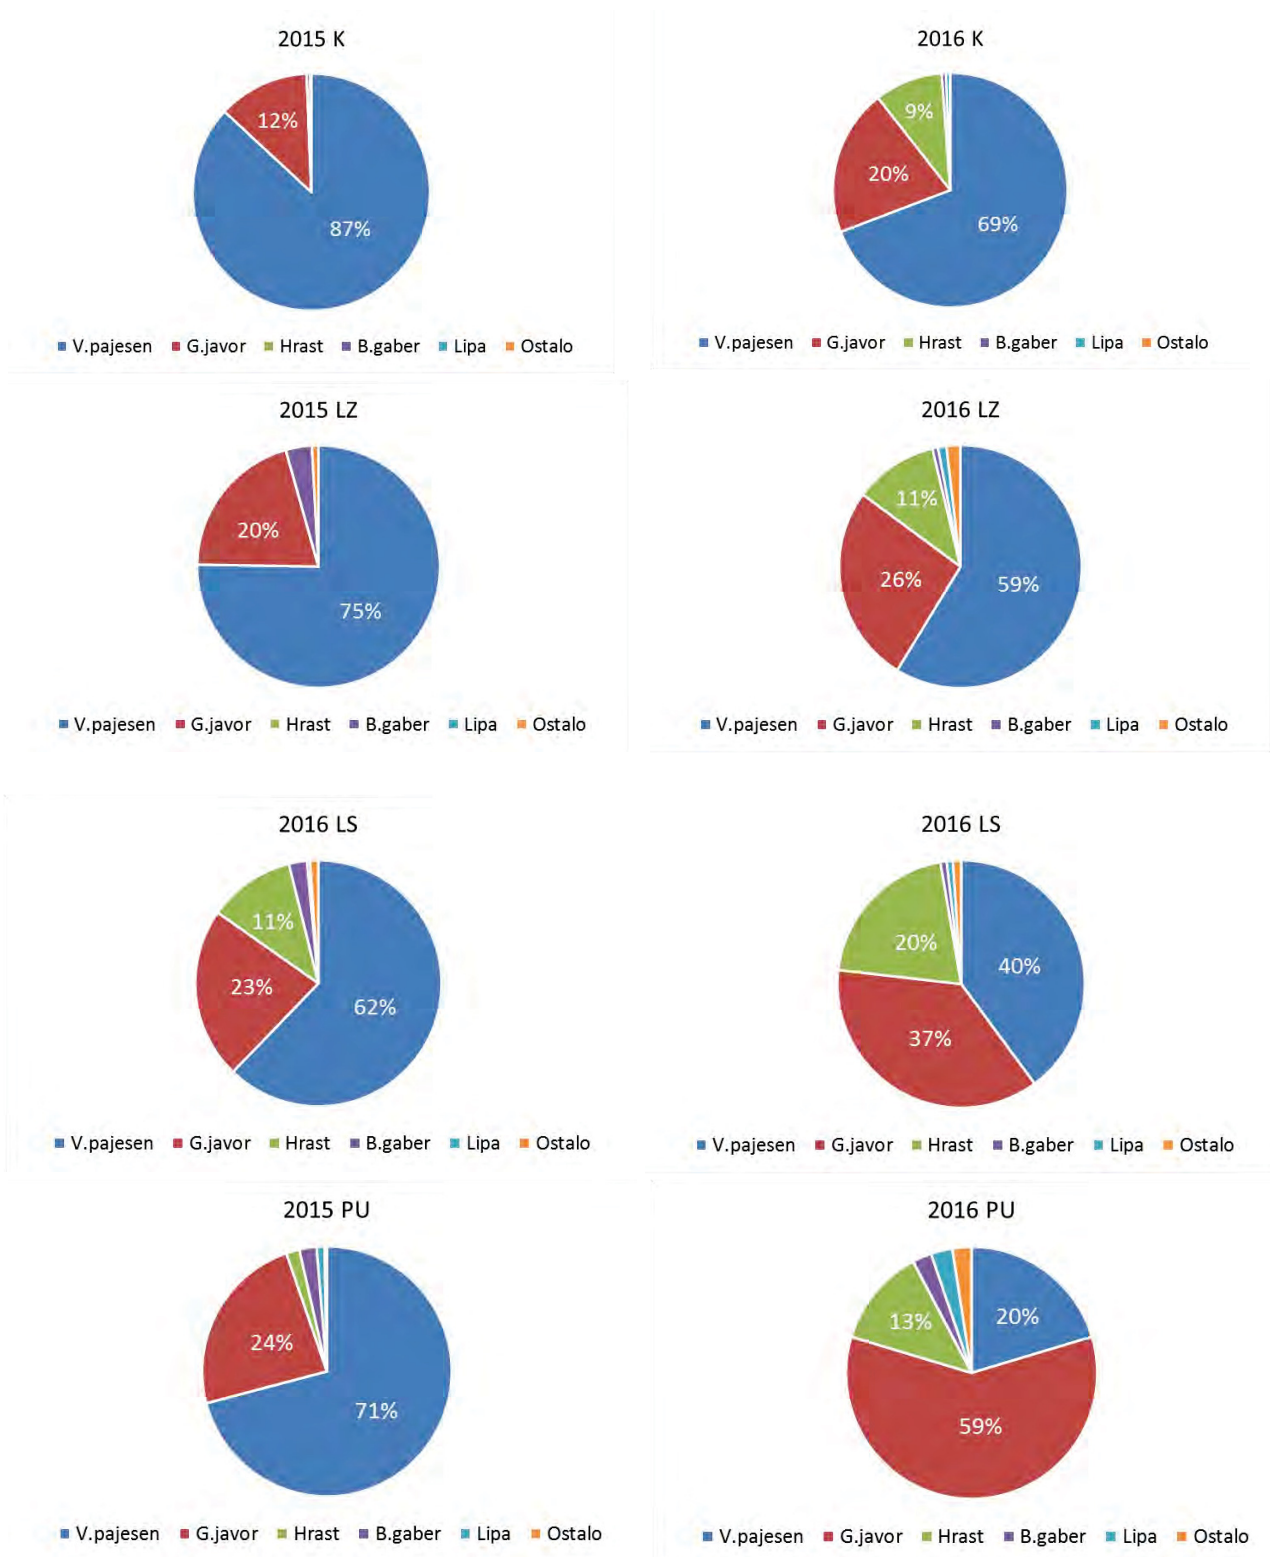 2015 K
12%
87%
V.pajesen G.javor Hrast B.gaber Lipa Ostalo
2016 K
9%
20%
69%
V.pajesen G.javor Hrast B.gaber Lipa Ostalo
2015 LZ
20%
75%
V.pajesen G.javor Hrast B.gaber Lipa Ostalo
2016 LZ
11%
26%
59%
V.pajesen G.javor Hrast B.gaber Lipa Ostalo
2016 LS
11%
23%
62%
V.pajesen G.javor Hrast B.gaber Lipa Ostalo
2016 LS
20%
40%
37%
V.pajesen G.javor Hrast B.gaber Lipa Ostalo
2015 PU
24%
71%
V.pajesen G.javor Hrast B.gaber Lipa Ostalo
2016 PU
13%
20%
59%
V.pajesen G.javor Hrast B.gaber Lipa Ostalo